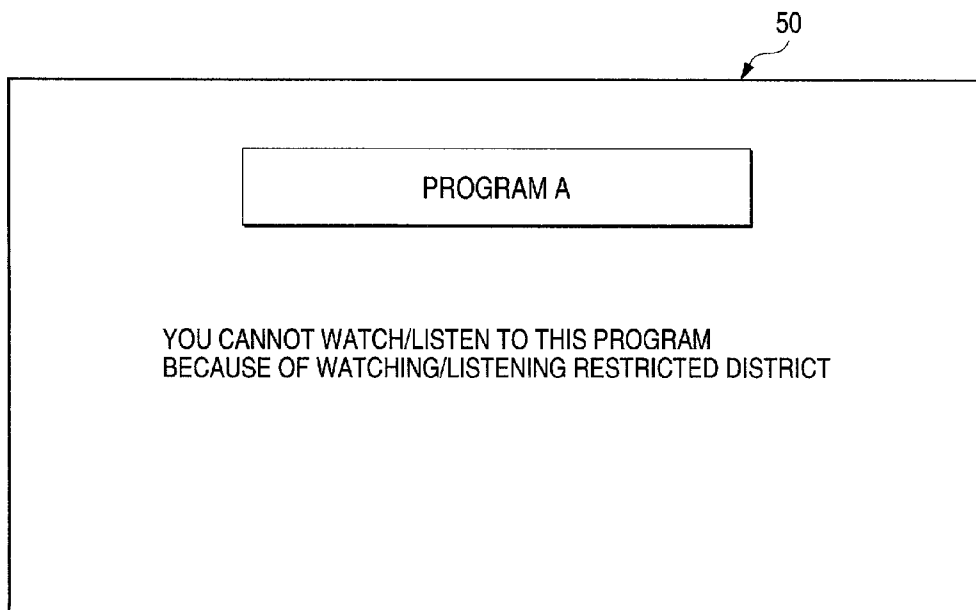 50
PROGRAM A
YOU CANNOT WATCH/LISTEN TO THIS PROGRAM
BECAUSE OF WATCHING/LISTENING RESTRICTED DISTRICT